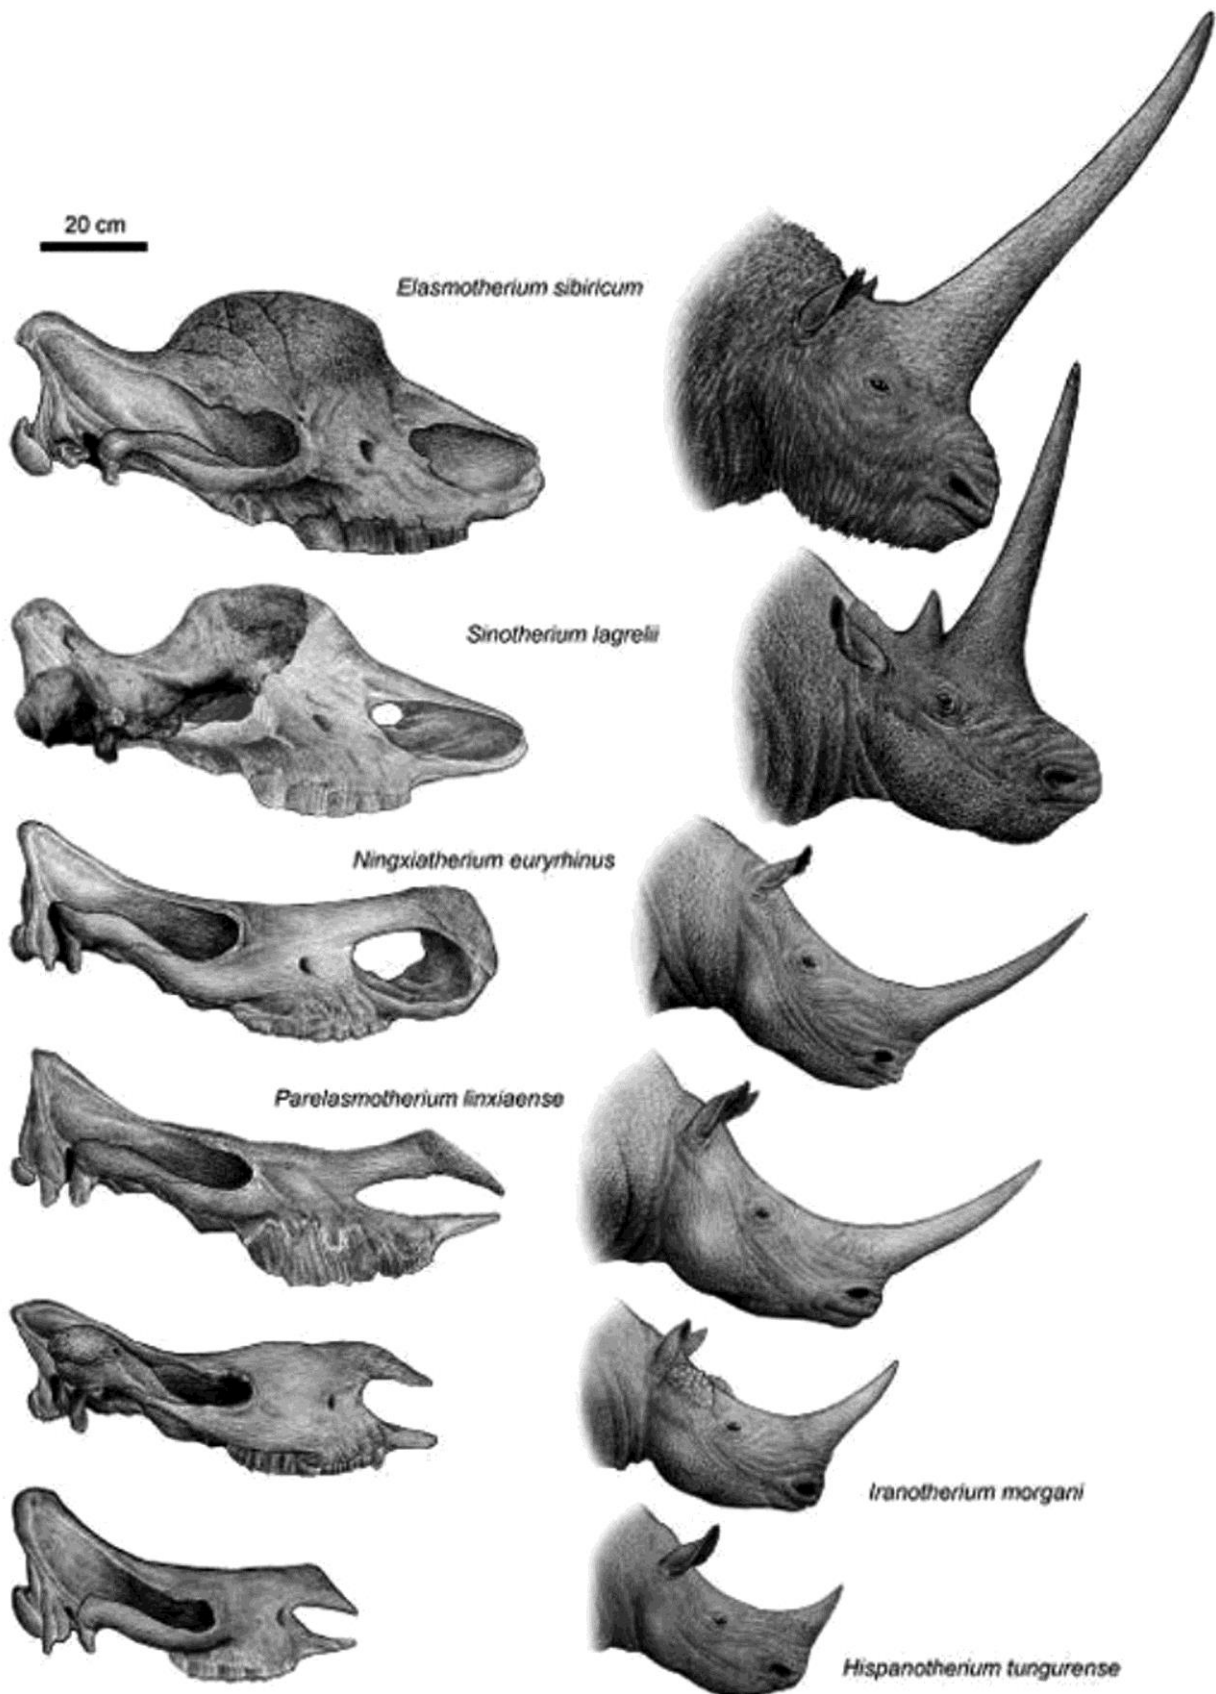 20 cm
Elasmotherium sibiricum
Sinotherium lagrelii
Ningxiatherium euryrhinus
Parelasmotherium linxiaense
Iranotherium morgani
Hispanotherium tungurense